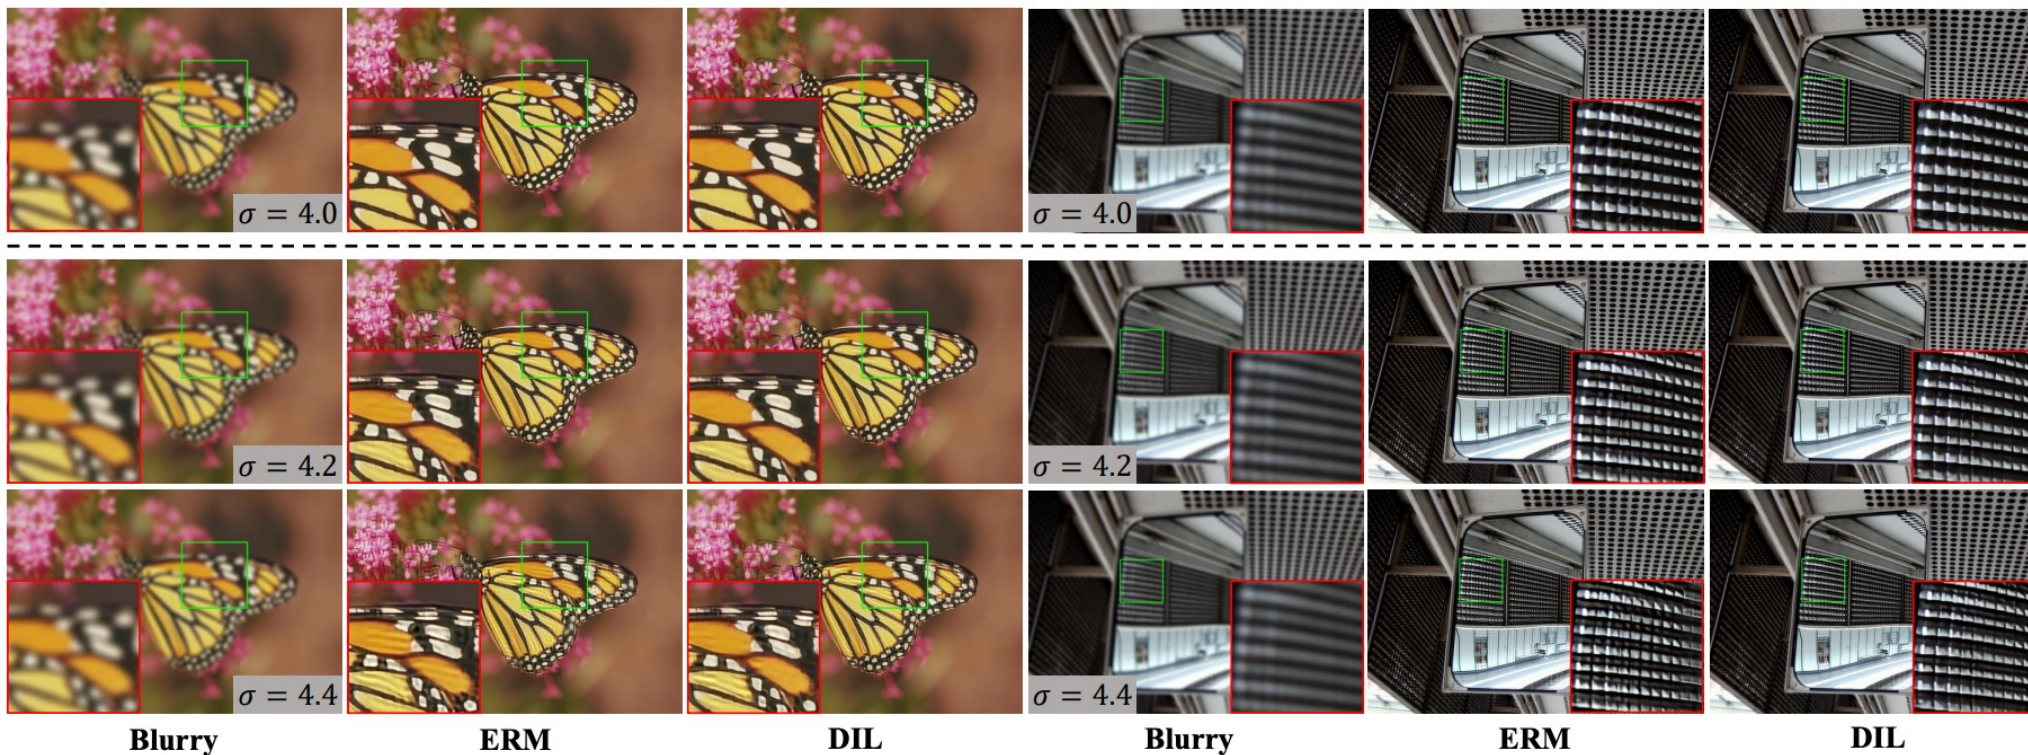 σ = 4.0
σ = 4.0
σ = 4.2
σ = 4.2
σ = 4.4
σ = 4.4
Blurry ERM DIL Blurry ERM DIL